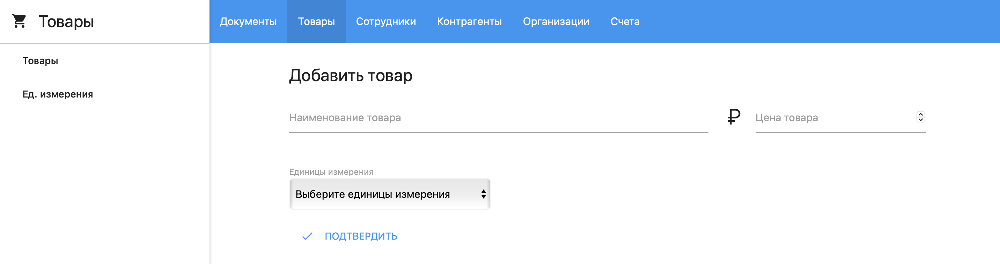 Товары
Документы Товары Сотрудники Контрагенты Организации Счета
Товары
Ед. измерения
Добавить товар
Наименование товара
₽ Цена товара
Единицы измерения
Выберите единицы измерения
ПОДТВЕРДИТЬ